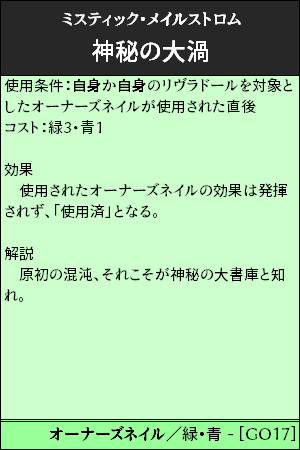 ミスティック・メイルストロム
神秘の大渦
使用条件：自身か自身のリヴラドールを対象と
したオーナーズネイルが使用された直後
コスト：緑3・青1
効果
　使用されたオーナーズネイルの効果は発揮
されず、「使用済」となる。
解説
　原初の混沌、それこそが神秘の大書庫と知
れ。
オーナーズネイル／緑・青 - [GO17]